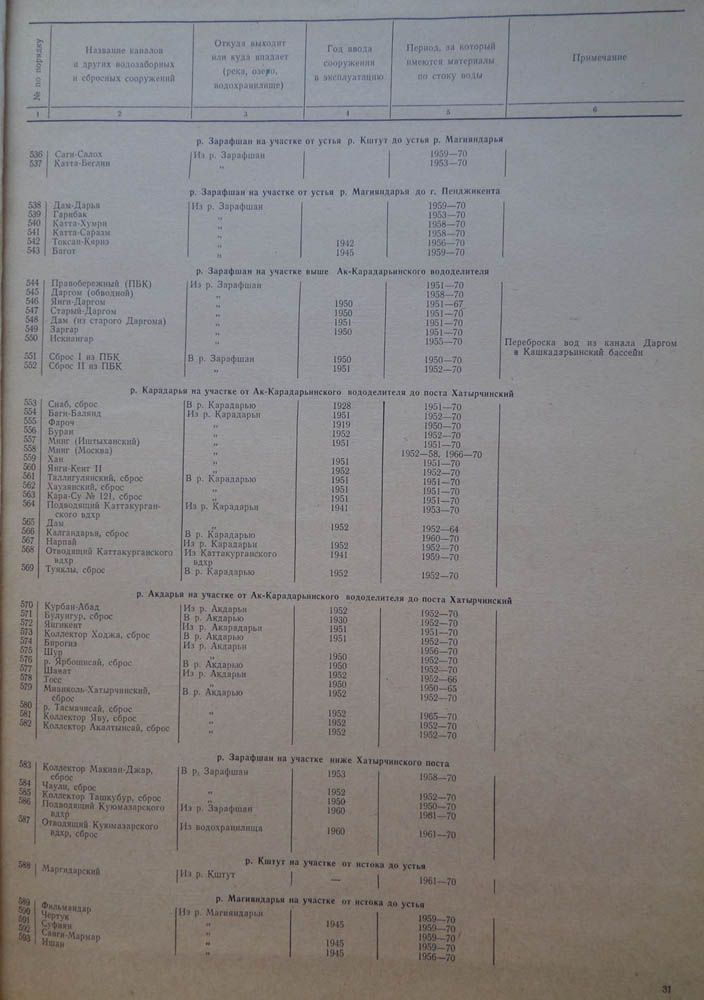 № по порядку | Название каналов и других водозаборных и сбросных сооружений | Откуда выходит или куда впадает (река, озеро, водохранилище) | Год ввода сооружения в эксплуатацию | Период, за который имеются материалы по стоку воды | Примечание
1 | 2 | 3 | 4 | 5 | 6
р. Зарафшан на участке от устья р. Кштут до устья р. Магияндарья
536 Саги-Салох Из р. Зарафшан 1959—70
537 Катта-Беглии „ 1953—70
р. Зарафшан на участке от устья р. Магияндарья до г. Пенджикента
538 Дам-Дарья Из р. Зарафшан 1959—70
539 Гарибак „ 1953—70
540 Катта-Хумри „ 1958—70
541 Катта-Саразм „ 1958—70
542 Токсан-Кяриз „ 1942 1956—70
543 Багот „ 1945 1959—70
р. Зарафшан на участке выше Ак-Карадарьинского вододелителя
544 Правобережный (ПБК) Из р. Зарафшан 1951—70
545 Даргом (обводной) „ 1958—70
546 Янги-Даргом „ 1950 1951—67
547 Старый-Даргом „ 1950 1951—70
548 Дам (из старого Даргома) „ 1951 1951—70
549 Заргар „ 1950 1951—70
550 Искиангар „ 1955—70 Переброска вод из канала Даргом в Кашкадарьинский бассейн
551 Сброс I из ПБК В р. Зарафшан 1950 1950—70
552 Сброс II из ПБК „ 1951 1952—70
р. Карадарья на участке от Ак-Карадарьинского вододелителя до поста Хатырчинский
553 Сиаб, сброс В р. Карадарью 1928 1951—70
554 Баги-Балянд Из р. Карадарьи 1951 1952—70
555 Фароч „ 1919 1950—70
556 Буран „ 1952 1952—70
557 Минг (Иштыханский) „ 1951 1951—70
558 Минг (Москва) „ 1952—58, 1966—70
559 Хан „ 1951 1951—70
560 Янги-Кент II „ 1952 1952—70
561 Таллигулянский, сброс В р. Карадарью 1951 1951—70
562 Хаузянский, сброс „ 1951 1951—70
563 Кара-Су № 121, сброс „ 1951 1951—70
564 Подводящий Каттакурган- Из р. Карадарьи 1941 1953—70
ского вдхр
565 Дам „ 1952 1952—64
566 Калгандарья, сброс В р. Карадарью 1960—70
567 Нарпай Из р. Карадарьи 1952 1952—70
568 Отводящий Каттакурганского Из Каттакурганского 1941 1959—70
вдхр вдхр
569 Тункды, сброс В р. Карадарью 1952 1952—70
р. Акдарья на участке от Ак-Карадарьинского вододелителя до поста Хатырчинский
570 Курбан-Абад Из р. Акдарьи 1952 1952—70
571 Булунгур, сброс В р. Акдарью 1930 1952—70
572 Янгикент Из р. Акарадарья 1951 1951—70
573 Коллектор Ходжа, сброс В р. Акдарью 1951 1952—70
574 Бирогиз Из р. Акдарьи 1956—70
575 Шур „ 1950 1952—70
576 р. Ярбошисай, сброс В р. Акдарью 1950 1952—70
577 Шават Из р. Акдарьи 1952 1952—66
578 Тосс „ 1950 1950—65
579 Мианколь-Хатырчинский, В р. Акдарью 1952 1952—70
сброс
580 р. Тасмачисай, сброс „ 1952 1965—70
581 Коллектор Яву, сброс „ 1952 1952—70
582 Коллектор Акалтынсай, сброс „ 1952 1952—70
р. Зарафшан на участке ниже Хатырчинского поста
583 Коллектор Макиан-Джар, В р. Зарафшан 1953 1958—70
сброс
584 Чаули, сброс „ 1952 1952—70
585 Коллектор Ташкубур, сброс „ 1950 1950—70
586 Подводящий Куюмазарского Из р. Зарафшан 1960 1961—70
вдхр
587 Отводящий Куюмазарского Из водохранилища 1960 1961—70
вдхр, сброс
р. Кштут на участке от истока до устья
588 Маргидарский Из р. Кштут — 1961—70
р. Магияндарья на участке от истока до устья
589 Фильмандар Из р. Магияндарьи 1959—70
590 Чертук „ 1945 1959—70
591 Суфиян „ 1959—70
592 Санги-Мармар „ 1945 1959—70
593 Ишан „ 1945 1956—70
31